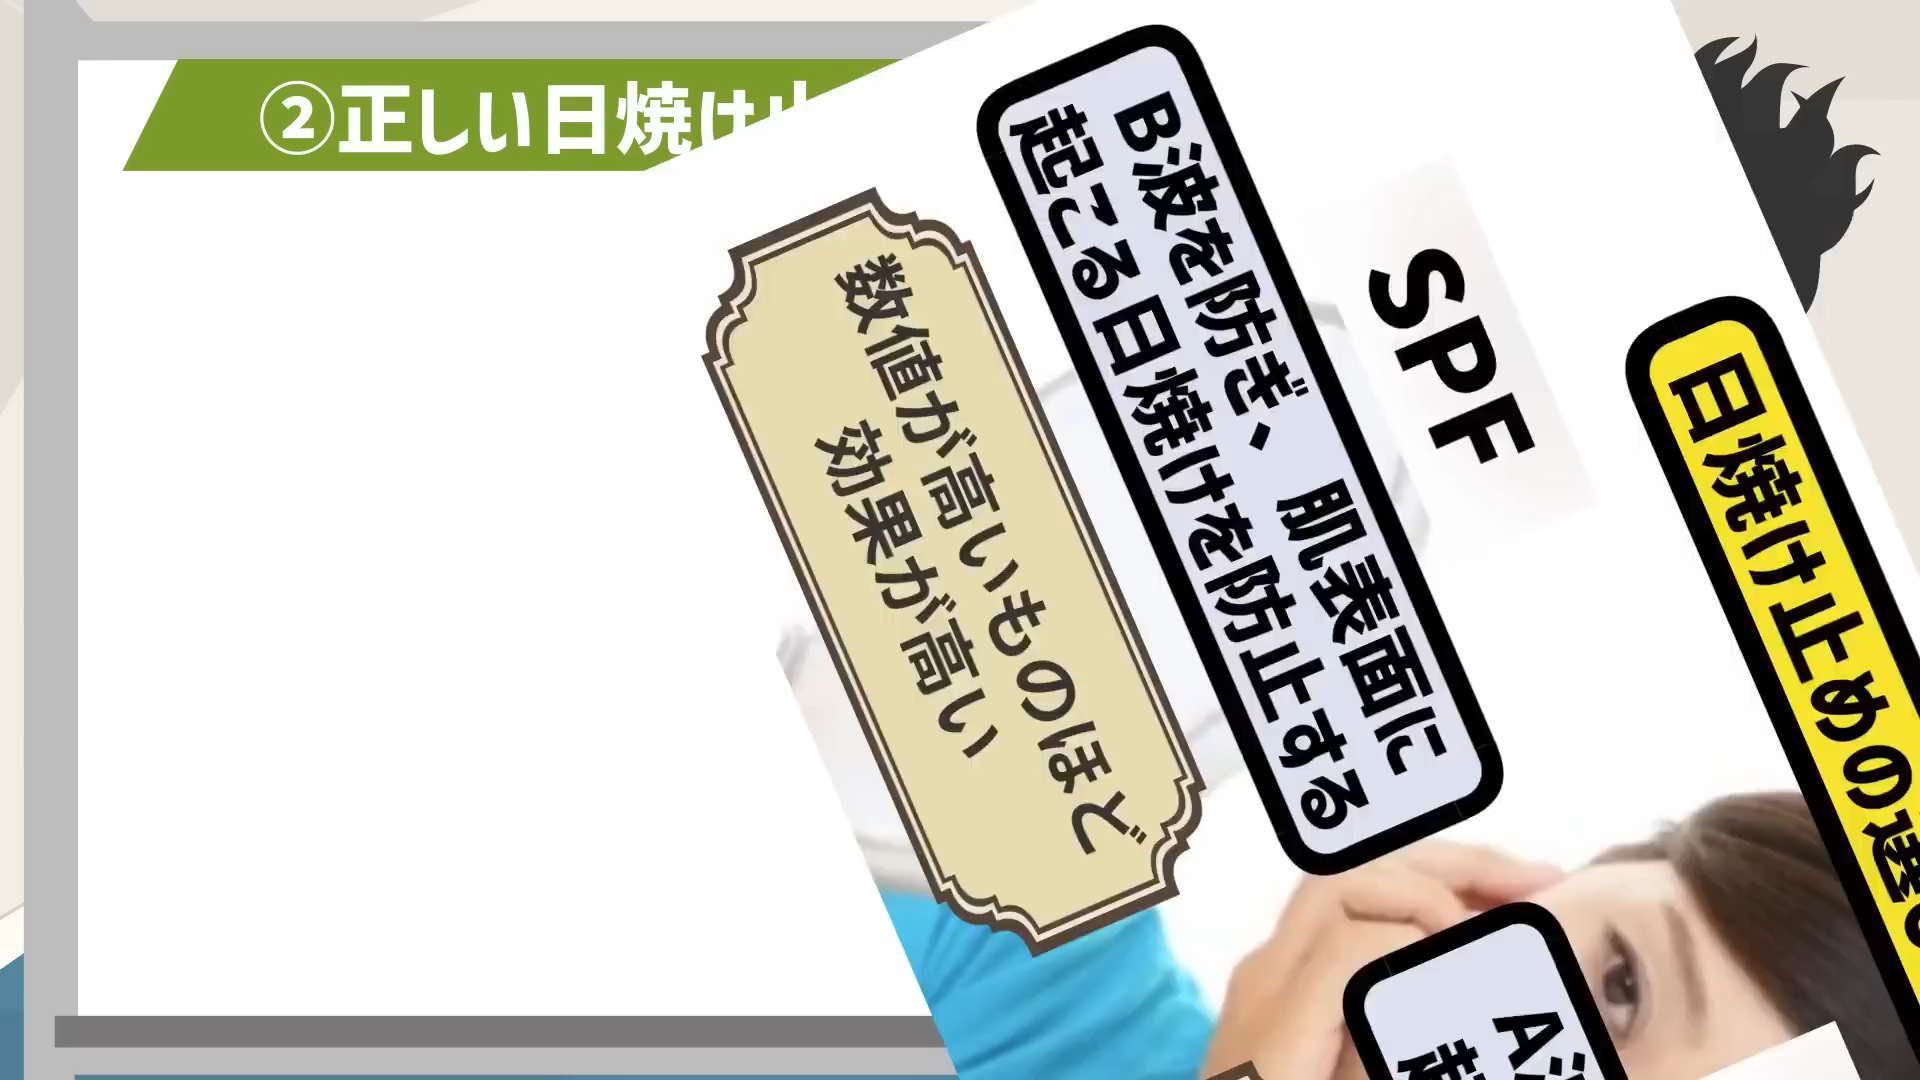 ②正しい日焼け
日焼け止めの選
SPF
B波を防ぎ、肌表面に
起こる日焼けを防止する
数値が高いものほど
効果が高い
A